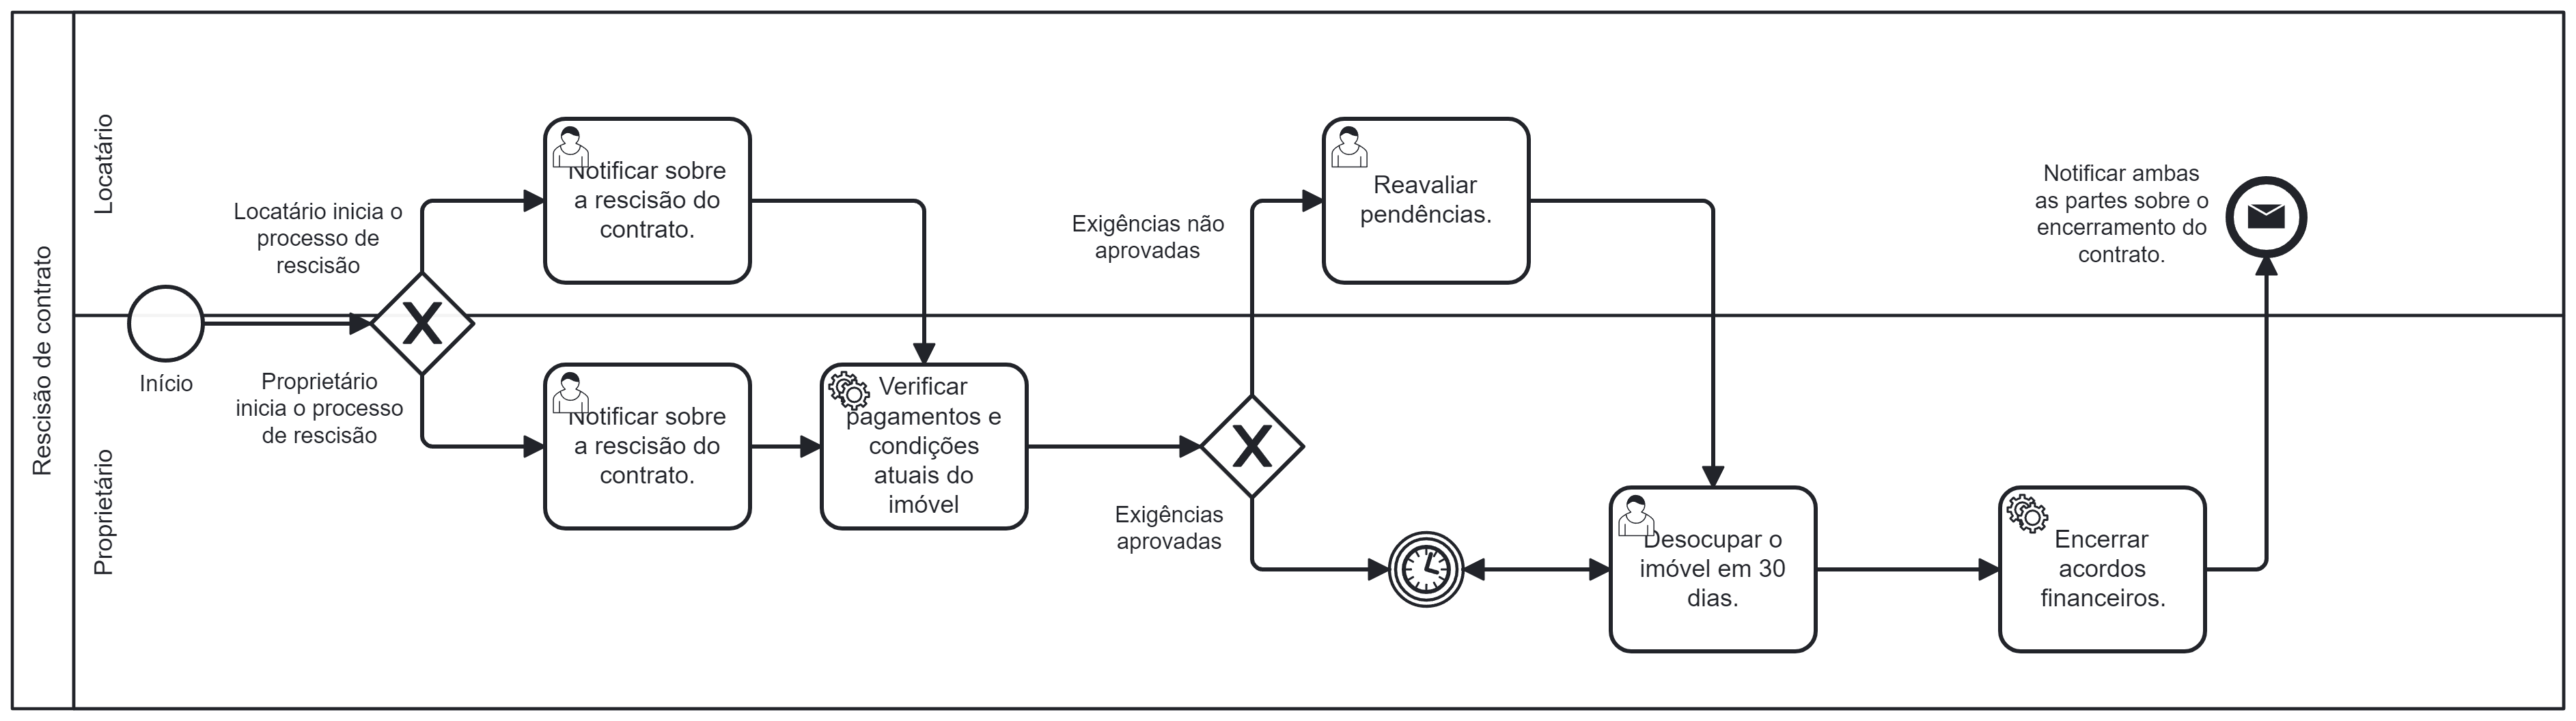 Rescisão de contrato
Locatário
Proprietário
Início
Locatário inicia o
processo de
rescisão
Proprietário
inicia o processo
de rescisão
Notificar sobre
a rescisão do
contrato.
Notificar sobre
a rescisão do
contrato.
Verificar
pagamentos e
condições
atuais do
imóvel
Exigências não
aprovadas
Exigências
aprovadas
Reavaliar
pendências.
Desocupar o
imóvel em 30
dias.
Encerrar
acordos
financeiros.
Notificar ambas
as partes sobre o
encerramento do
contrato.